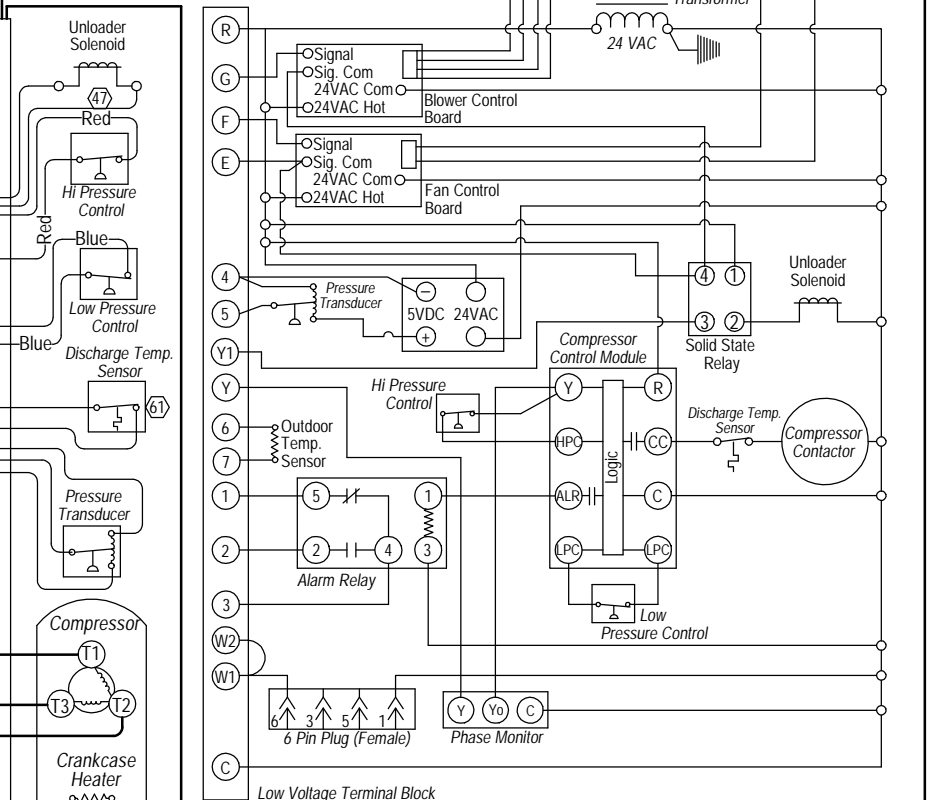 Transformer
24 VAC
Unloader
Solenoid
47
Red
Hi Pressure
Control
Red
Blue
Low Pressure
Control
Blue
Discharge Temp.
Sensor
61
Pressure
Transducer
Compressor
T1
T3
T2
Crankcase
Heater
R
G
F
E
4
5
Y1
Y
6
7
1
2
3
W2
W1
C
Signal
Sig. Com
24VAC Com
24VAC Hot
Blower Control
Board
Signal
Sig. Com
24VAC Com
24VAC Hot
Fan Control
Board
Pressure
Transducer
5VDC 24VAC
4 1
3 2
Solid State
Relay
Unloader
Solenoid
Compressor
Control Module
Hi Pressure
Control
Y
R
HPC
CC
ALR
C
LPC
LPC
Logic
Discharge Temp.
Sensor
Compressor
Contactor
Outdoor
Temp.
Sensor
5
1
2
4
3
Alarm Relay
Low
Pressure Control
6 3 5 1
6 Pin Plug (Female)
Y Yo C
Phase Monitor
Low Voltage Terminal Block